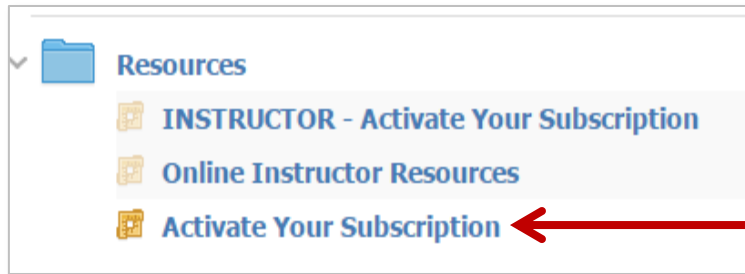 Resources
INSTRUCTOR - Activate Your Subscription
Online Instructor Resources
Activate Your Subscription